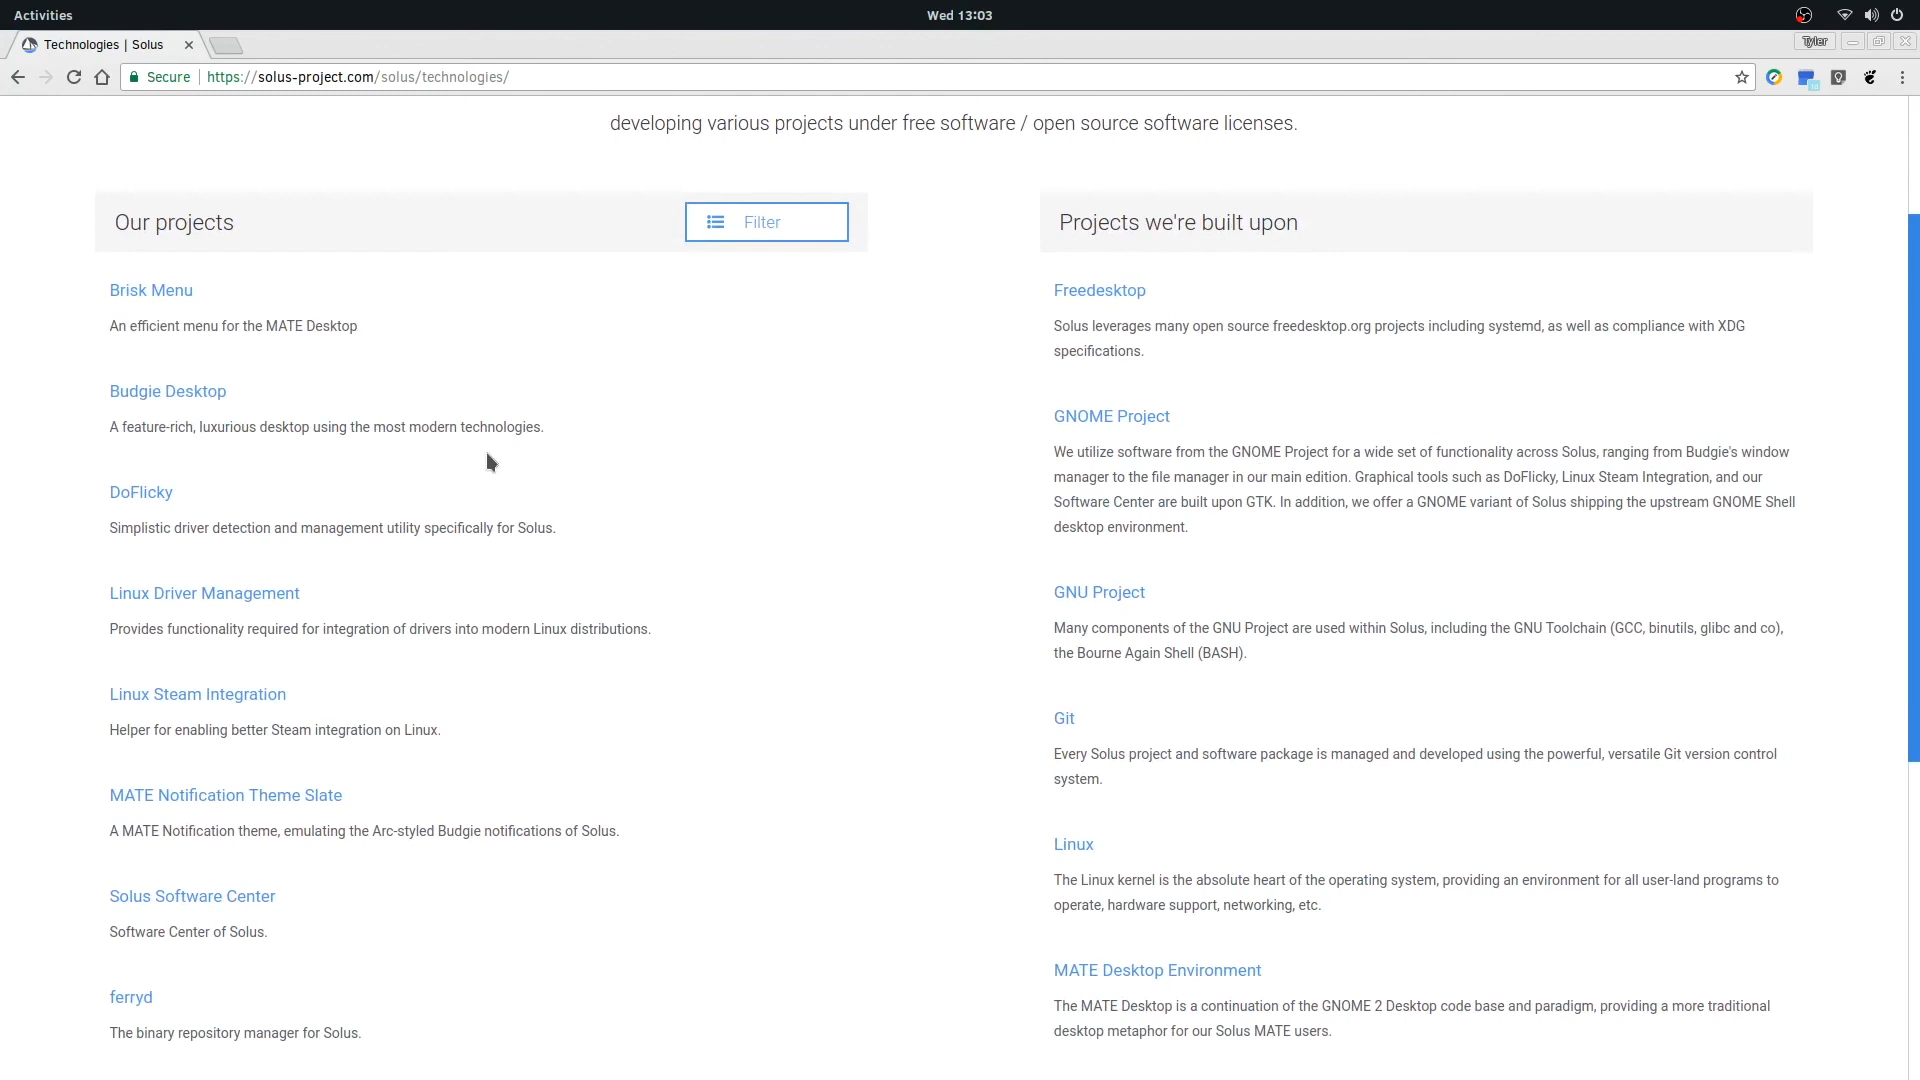 Activities
Wed 13:03
Technologies | Solus
Tyler
Secure
https://solus-project.com/solus/technologies/
developing various projects under free software / open source software licenses.
Our projects
Filter
Brisk Menu
An efficient menu for the MATE Desktop
Budgie Desktop
A feature-rich, luxurious desktop using the most modern technologies.
DoFlicky
Simplistic driver detection and management utility specifically for Solus.
Linux Driver Management
Provides functionality required for integration of drivers into modern Linux distributions.
Linux Steam Integration
Helper for enabling better Steam integration on Linux.
MATE Notification Theme Slate
A MATE Notification theme, emulating the Arc-styled Budgie notifications of Solus.
Solus Software Center
Software Center of Solus.
ferryd
The binary repository manager for Solus.
Projects we're built upon
Freedesktop
Solus leverages many open source freedesktop.org projects including systemd, as well as compliance with XDG
specifications.
GNOME Project
We utilize software from the GNOME Project for a wide set of functionality across Solus, ranging from Budgie's window
manager to the file manager in our main edition. Graphical tools such as DoFlicky, Linux Steam Integration, and our
Software Center are built upon GTK. In addition, we offer a GNOME variant of Solus shipping the upstream GNOME Shell
desktop environment.
GNU Project
Many components of the GNU Project are used within Solus, including the GNU Toolchain (GCC, binutils, glibc and co),
the Bourne Again Shell (BASH).
Git
Every Solus project and software package is managed and developed using the powerful, versatile Git version control
system.
Linux
The Linux kernel is the absolute heart of the operating system, providing an environment for all user-land programs to
operate, hardware support, networking, etc.
MATE Desktop Environment
The MATE Desktop is a continuation of the GNOME 2 Desktop code base and paradigm, providing a more traditional
desktop metaphor for our Solus MATE users.